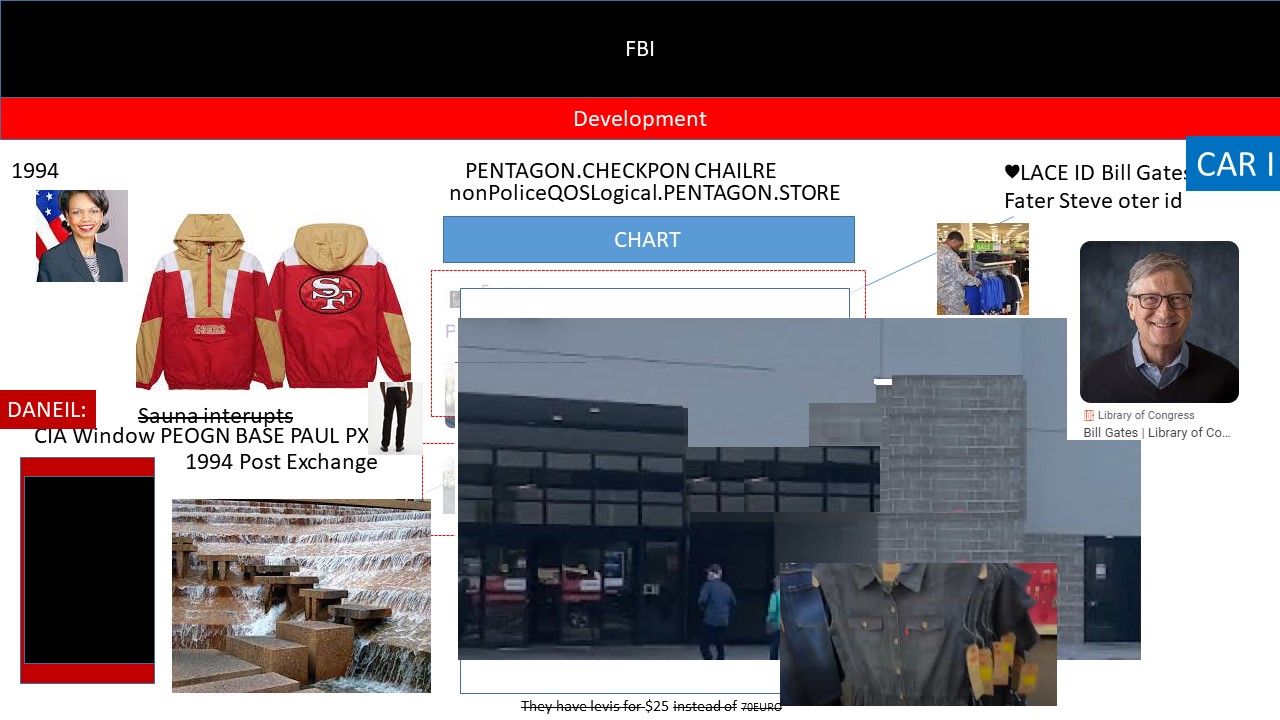 FBI
Development
CAR I
1994
PENTAGON.CHECKPON CHAILRE
nonPoliceQOSLogical.PENTAGON.STORE
♥LACE ID Bill Gates
Fater Steve oter id
CHART
SF
49ERS
Library of Congress
Bill Gates | Library of Co...
DANEIL:
Sauna interupts
CIA Window PEOGN BASE PAUL PX
1994 Post Exchange
They have levis for $25 instead of 70EURO